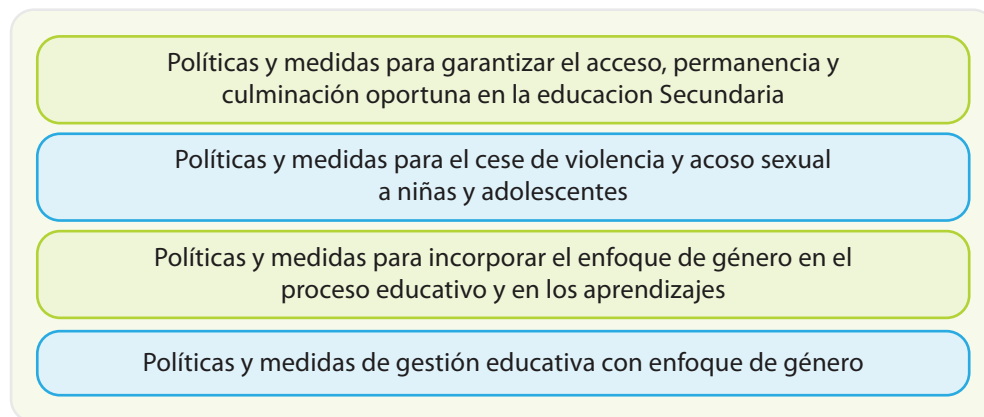 Políticas y medidas para garantizar el acceso, permanencia y
culminación oportuna en la educacion Secundaria
Políticas y medidas para el cese de violencia y acoso sexual
a niñas y adolescentes
Políticas y medidas para incorporar el enfoque de género en el
proceso educativo y en los aprendizajes
Políticas y medidas de gestión educativa con enfoque de género